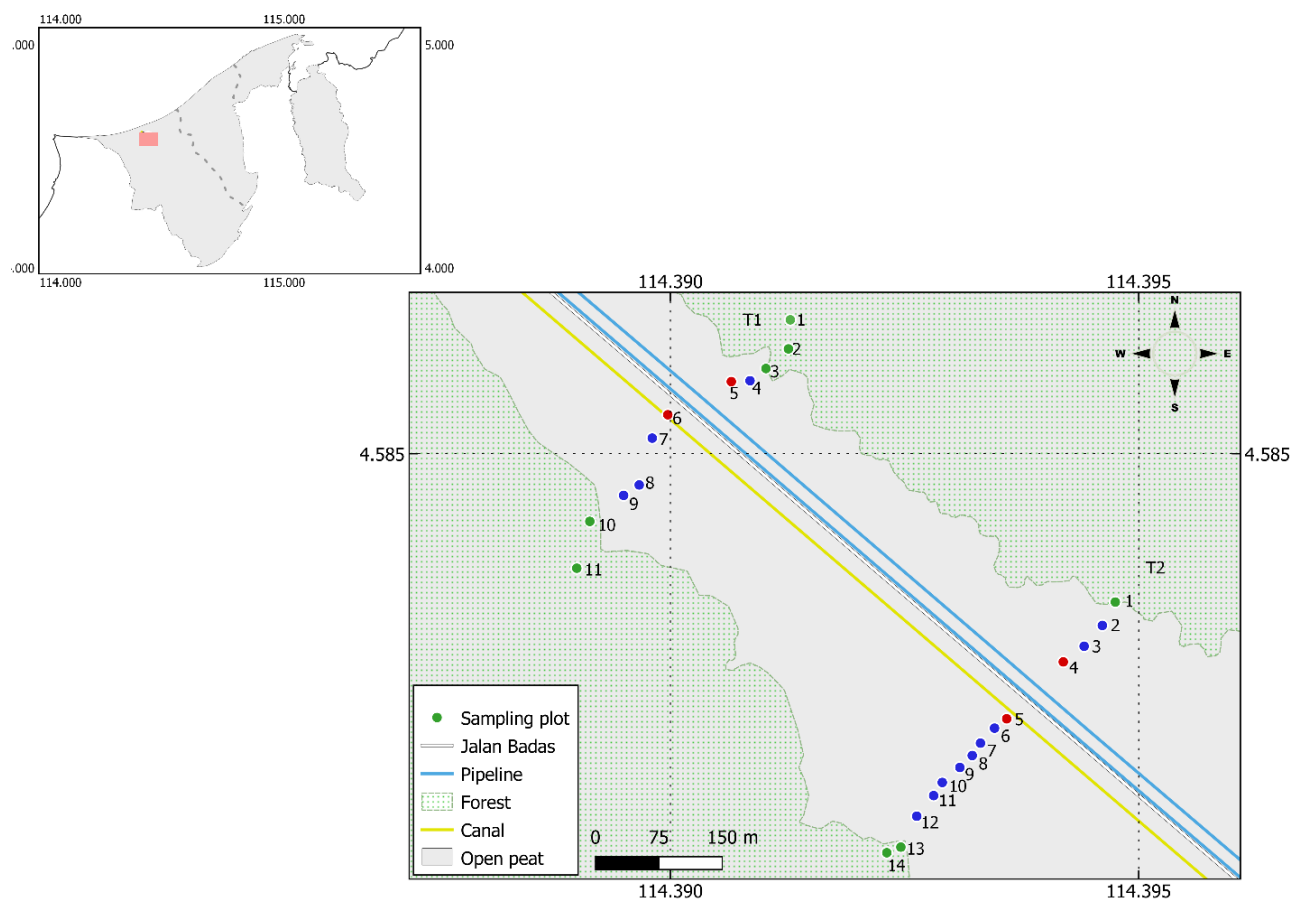 114.000 115.000
.000 5.000
.000 4.000
114.000 115.000
114.390 114.395
N
W E
S
T1
1
2
3
4
5
6
7
8
9
10
11
4.585 4.585
T2
1
2
3
4
5
6
7
8
9
10
11
12
13
14
Sampling plot
Jalan Badas
Pipeline
Forest
Canal
Open peat
0 75 150 m
114.390 114.395